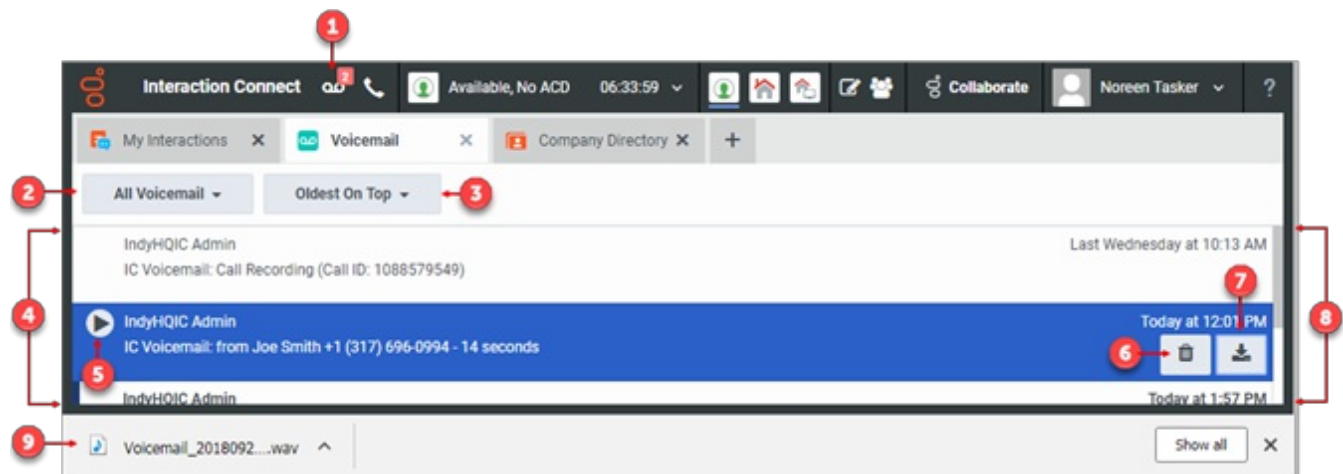 1
Interaction Connect 2 Available, No ACD 06:33:59 Collaborate Noreen Tasker ?
My Interactions Voicemail Company Directory +
2 All Voicemail Oldest On Top 3
IndyHQIC Admin Last Wednesday at 10:13 AM
IC Voicemail: Call Recording (Call ID: 1088579549)
7
4 8
IndyHQIC Admin Today at 12:01 PM
IC Voicemail: from Joe Smith +1 (317) 696-0994 - 14 seconds
6
5
IndyHQIC Admin Today at 1:57 PM
9 Voicemail_2018092....wav Show all